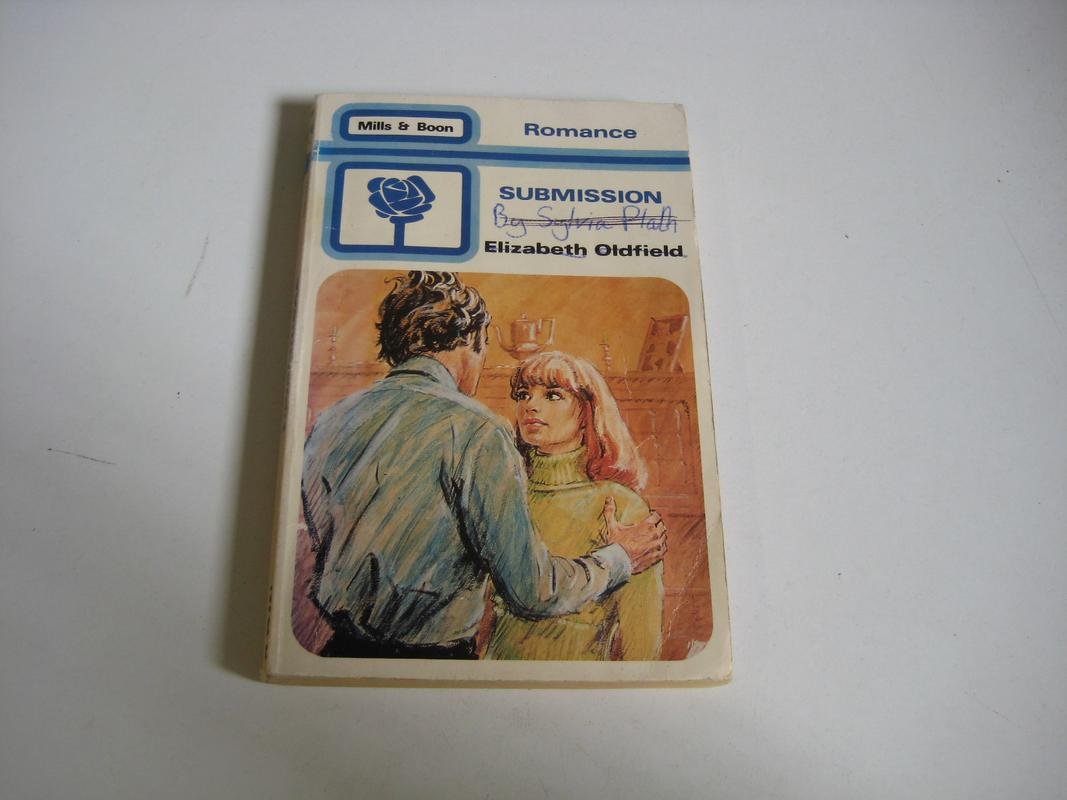 Mills & Boon
Romance
SUBMISSION
By Sylvia Plath
Elizabeth Oldfield